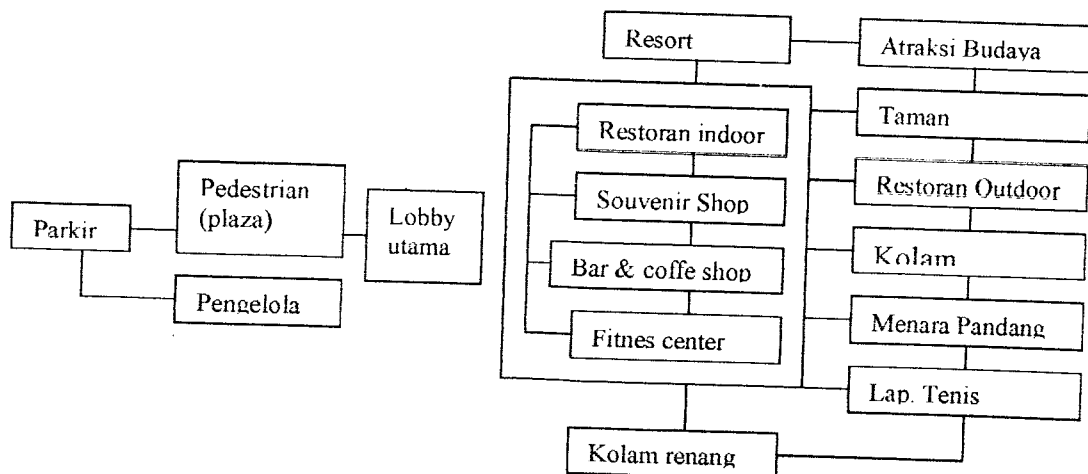 Resort
Atraksi Budaya
Taman
Restoran indoor
Restoran Outdoor
Souvenir Shop
Pedestrian
(plaza)
Lobby
utama
Parkir
Kolam
Bar & coffe shop
Pengelola
Menara Pandang
Fitnes center
Lap. Tenis
Kolam renang